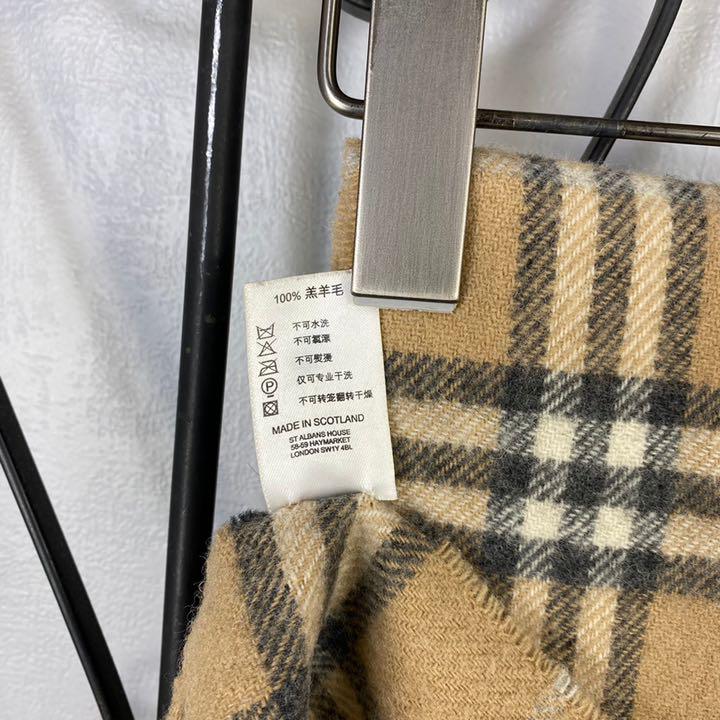 100% 羔羊毛
不可水洗
不可氯漂
不可熨烫
P
仅可专业干洗
不可转笼翻转干燥
MADE IN SCOTLAND
ST ALBANS HOUSE
58-59 HAYMARKET
LONDON SW1Y 4BL